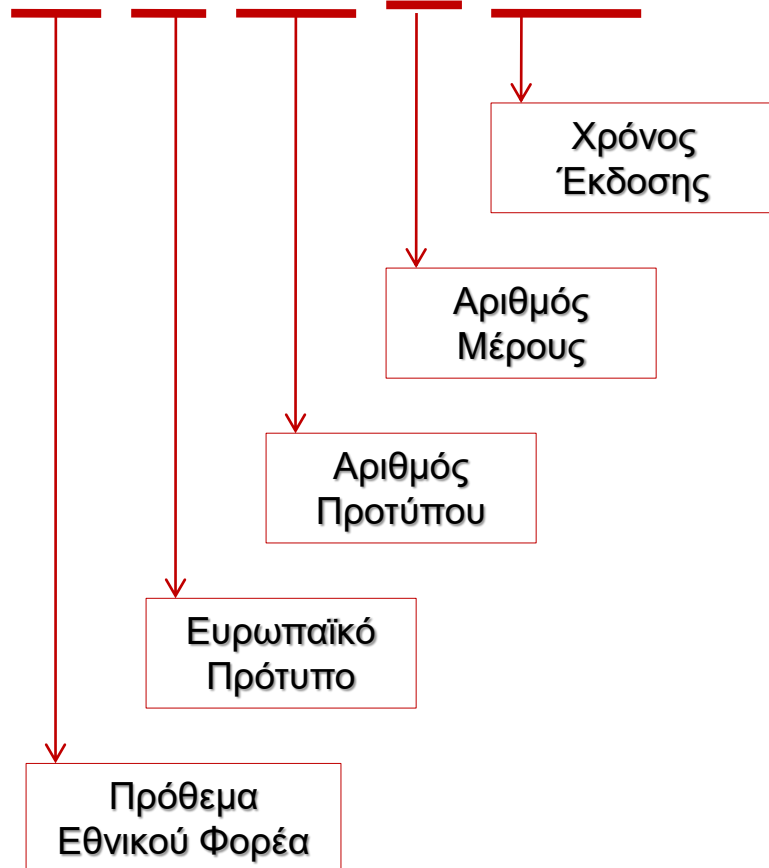 Χρόνος
Έκδοσης
Αριθμός
Μέρους
Αριθμός
Προτύπου
Ευρωπαϊκό
Πρότυπο
Πρόθεμα
Εθνικού Φορέα